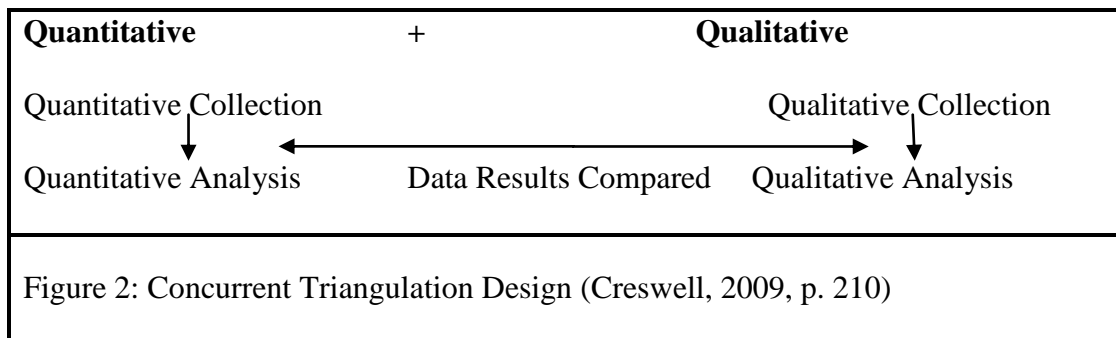 Quantitative + Qualitative
Quantitative Collection Qualitative Collection
Quantitative Analysis Data Results Compared Qualitative Analysis
Figure 2: Concurrent Triangulation Design (Creswell, 2009, p. 210)